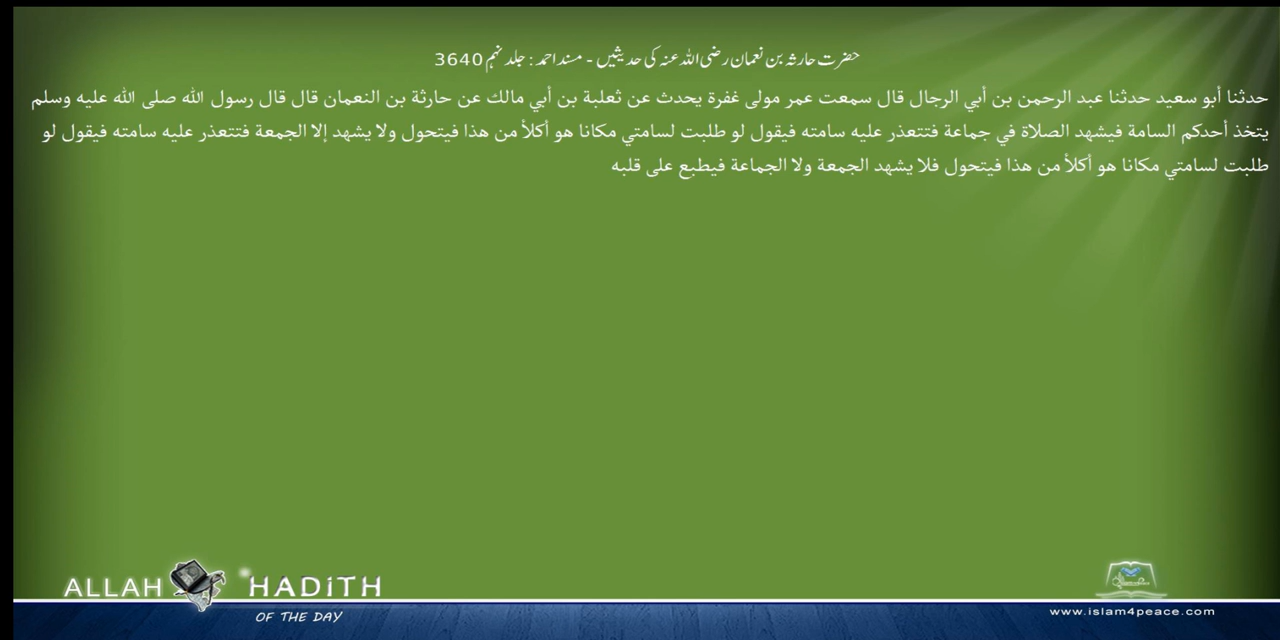 حضرت حارثہ بن نعمان رضی اللہ عنہ کی حدیثیں - مسند احمد : جلد نہم 3640
حدثنا أبو سعيد حدثنا عبد الرحمن بن أبي الرجال قال سمعت عمر مولى غفرة يحدث عن ثعلبة بن أبي مالك عن حارثة بن النعمان قال قال رسول الله صلى الله عليه وسلم
يتخذ أحدكم السامة فيشهد الصلاة في جماعة فتتعذر عليه سامته فيقول لو طلبت لسامتي مكانا هو أكلأ من هذا فيتحول ولا يشهد إلا الجمعة فتتعذر عليه سامته فيقول لو
طلبت لسامتي مكانا هو أكلأ من هذا فيتحول فلا يشهد الجمعة ولا الجماعة فيطبع على قلبه
ALLAH HADITH
OF THE DAY
www.islam4peace.com